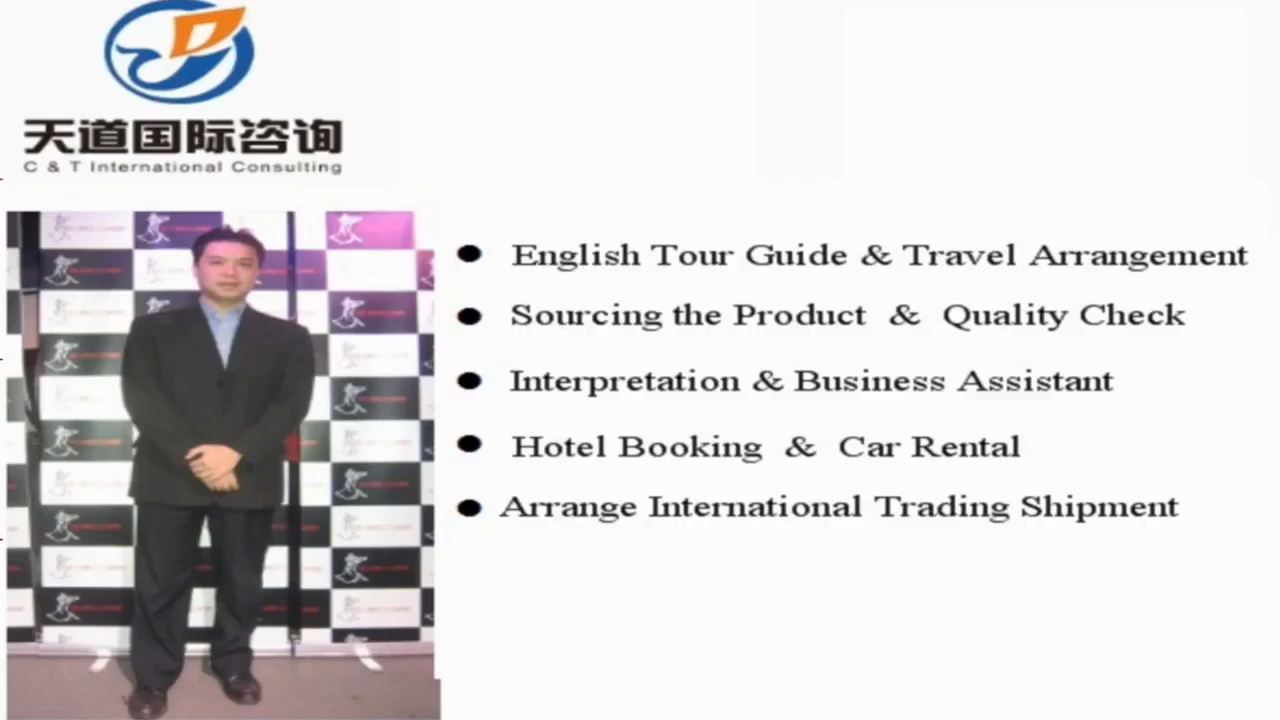 天道国际咨询
C & T International Consulting
● English Tour Guide & Travel Arrangement
● Sourcing the Product & Quality Check
● Interpretation & Business Assistant
● Hotel Booking & Car Rental
● Arrange International Trading Shipment